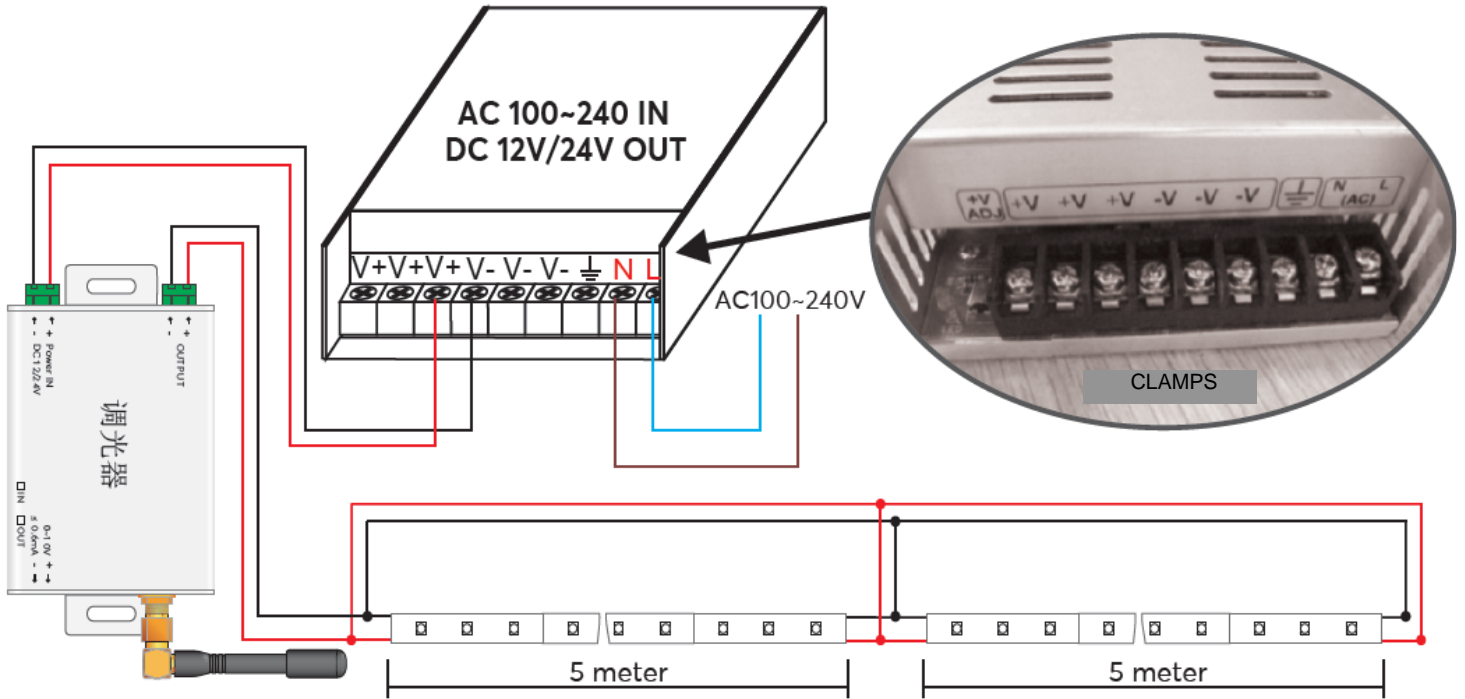 AC 100~240 IN
DC 12V/24V OUT
V+ V+ V+ V- V- V- N L
AC100~240V
+V
ADJ
+V +V +V -V -V -V N L
(AC)
CLAMPS
- +
Power IN
DC12/24V
- +
OUTPUT
调光器
IN
OUT
0-10V + -
≤ 0.6mA
5 meter
5 meter